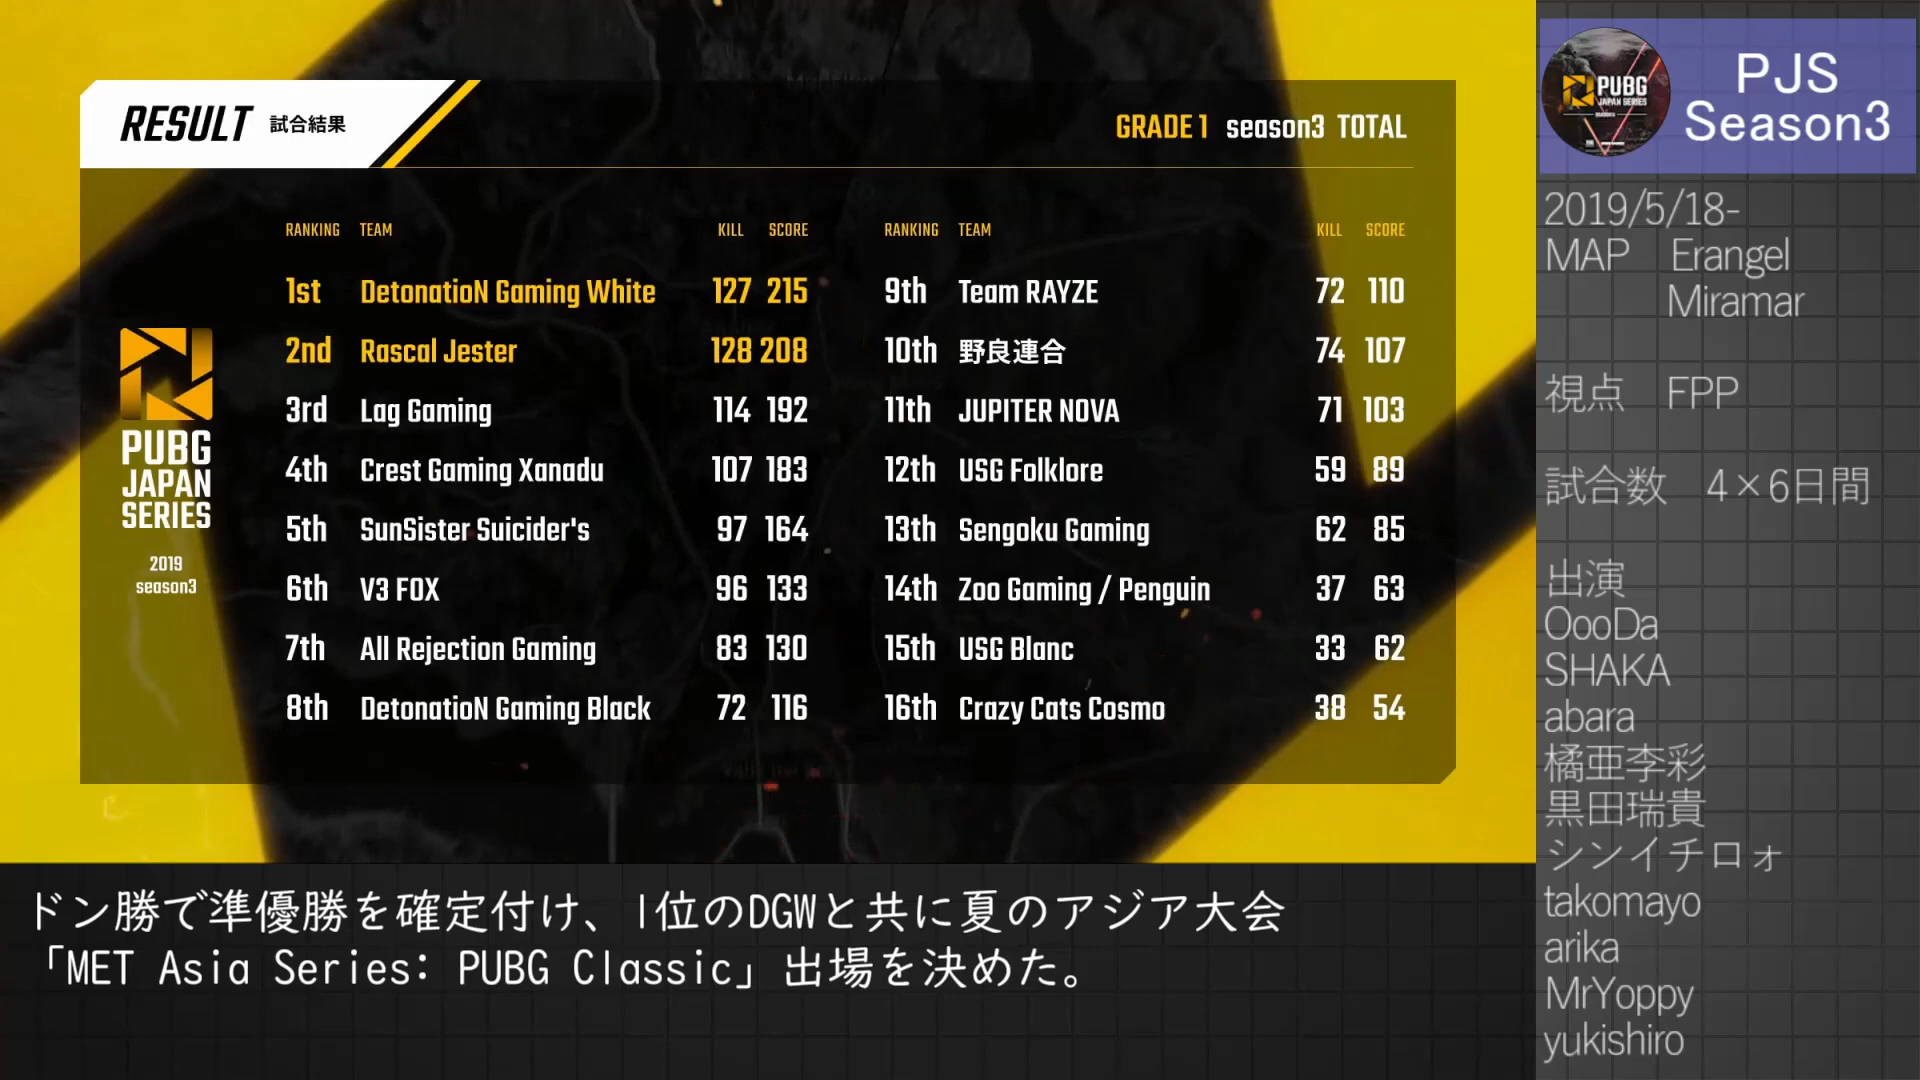 RESULT 試合結果
GRADE 1 season3 TOTAL
RANKING TEAM KILL SCORE
1st DetonatioN Gaming White 127 215
2nd Rascal Jester 128 208
3rd Lag Gaming 114 192
4th Crest Gaming Xanadu 107 183
5th SunSister Suicider's 97 164
6th V3 FOX 96 133
7th All Rejection Gaming 83 130
8th DetonatioN Gaming Black 72 116
RANKING TEAM KILL SCORE
9th Team RAYZE 72 110
10th 野良連合 74 107
11th JUPITER NOVA 71 103
12th USG Folklore 59 89
13th Sengoku Gaming 62 85
14th Zoo Gaming / Penguin 37 63
15th USG Blanc 33 62
16th Crazy Cats Cosmo 38 54
PUBG
JAPAN
SERIES
2019
season3
ドン勝で準優勝を確定付け、1位のDGWと共に夏のアジア大会
「MET Asia Series: PUBG Classic」出場を決めた。
PUBG
JAPAN SERIES
PJS
Season3
2019/5/18-
MAP Erangel
Miramar
視点 FPP
試合数 4×6日間
出演
OooDa
SHAKA
abara
橘亜李彩
黒田瑞貴
シンイチロォ
takomayo
arika
MrYoppy
yukishiro